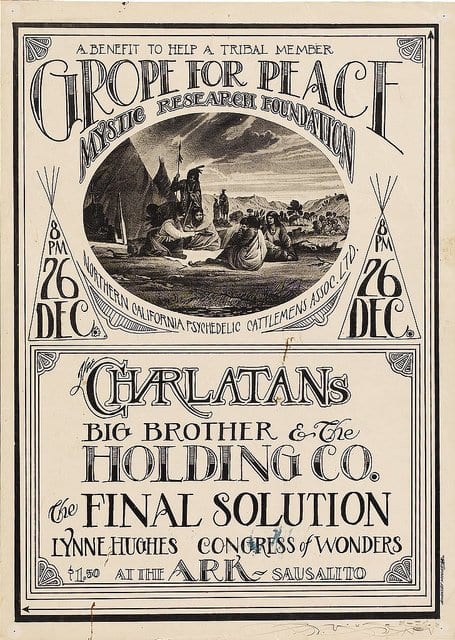 A BENEFIT TO HELP A TRIBAL MEMBER
GROPE FOR PEACE
MYSTIC RESEARCH FOUNDATION
8
PM
26
DEC.
8
PM
26
DEC.
NORTHERN CALIFORNIA PSYCHEDELIC CATTLEMENS ASSOC. LTD.
The CHARLATANS
BIG BROTHER & The
HOLDING CO.
The FINAL SOLUTION
LYNNE HUGHES CONGRESS of WONDERS
$1.50 AT THE ARK ~ SAUSALITO